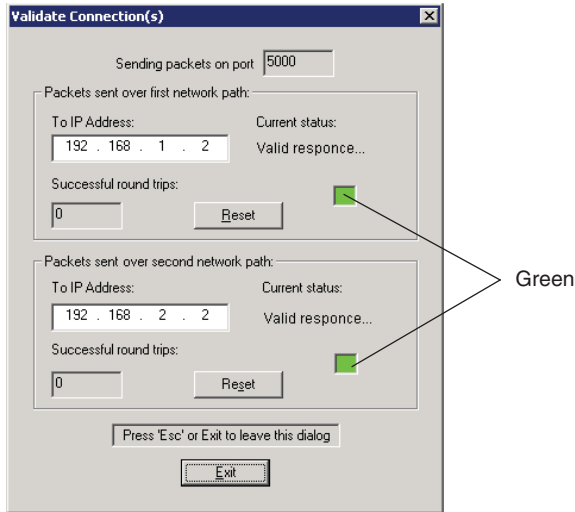 Validate Connection(s)
Sending packets on port 5000
Packets sent over first network path:
To IP Address: Current status:
192 . 168 . 1 . 2 Valid responce...
Successful round trips:
0 Reset
Packets sent over second network path:
To IP Address: Current status:
192 . 168 . 2 . 2 Valid responce...
Successful round trips:
0 Reset
Press 'Esc' or Exit to leave this dialog
Exit
Green